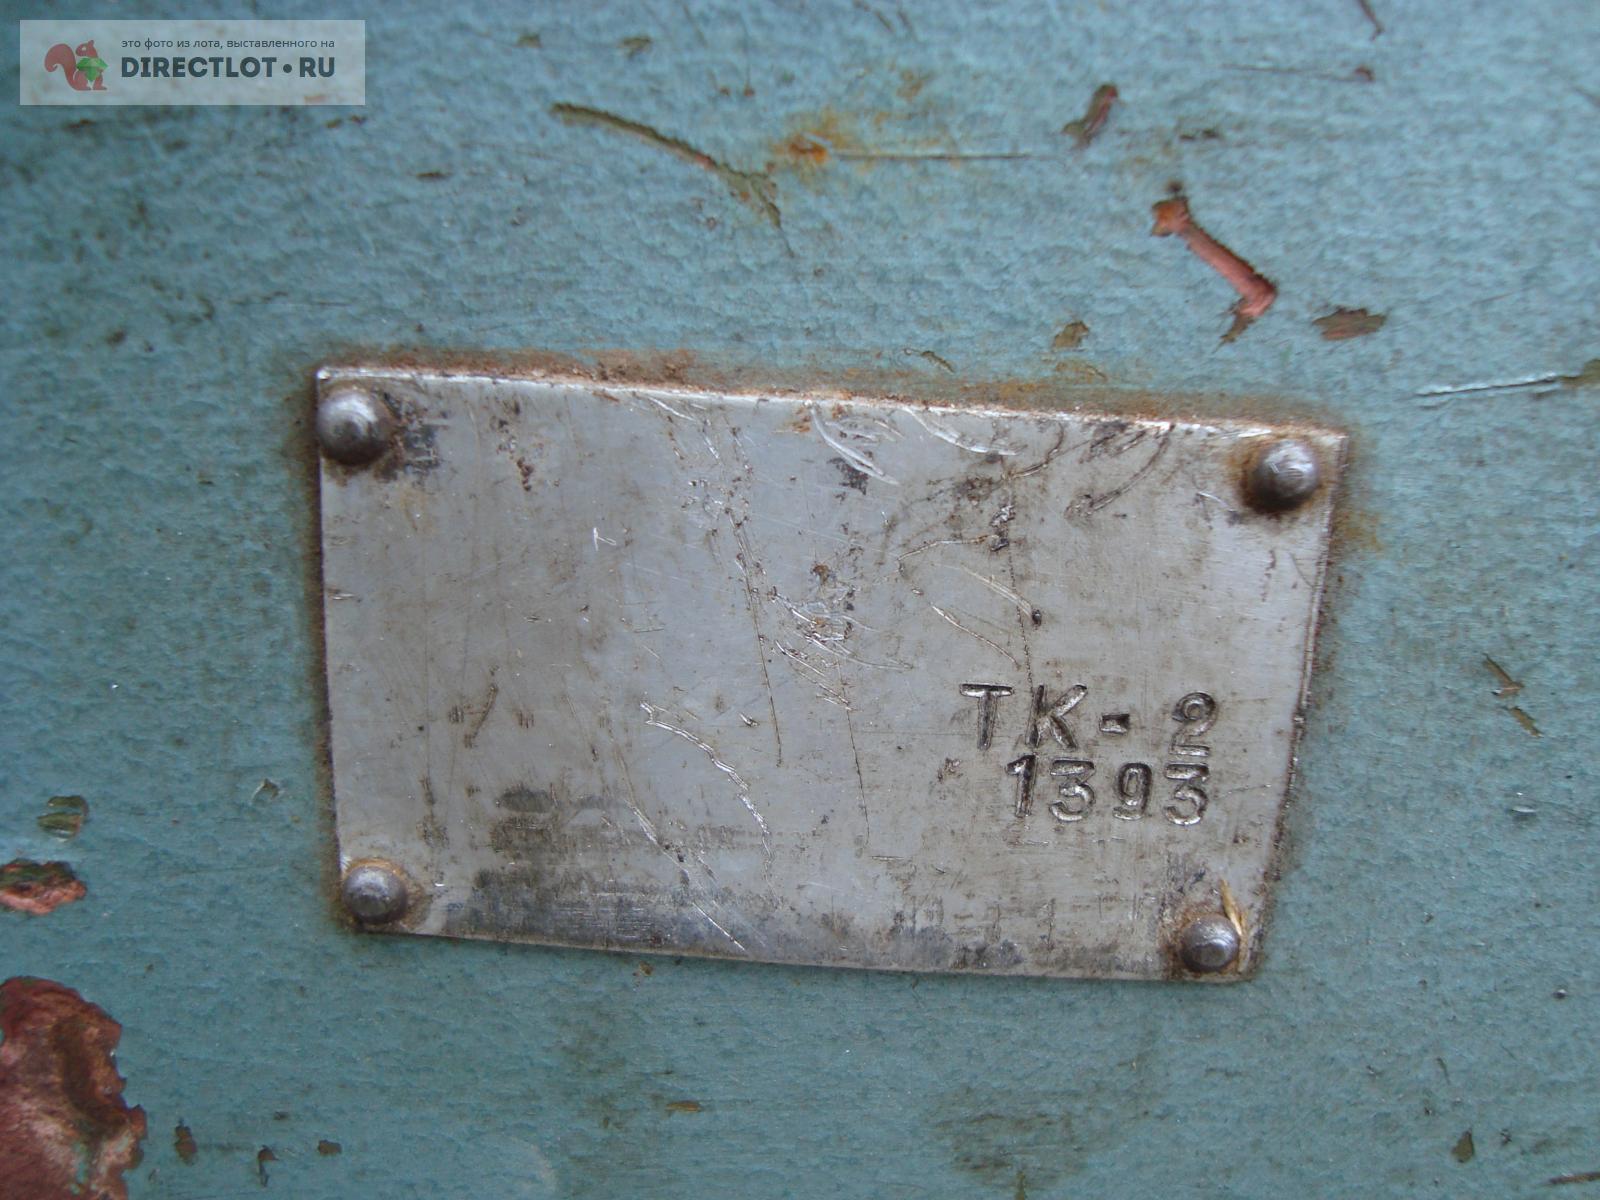 это фото из лота, выставленного на
DIRECTLOT•RU
ТК-2
1393